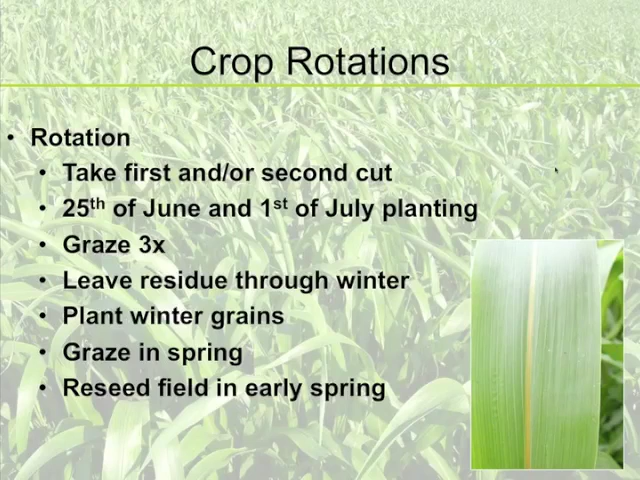 Crop Rotations
• Rotation
• Take first and/or second cut
• 25th of June and 1st of July planting
• Graze 3x
• Leave residue through winter
• Plant winter grains
• Graze in spring
• Reseed field in early spring